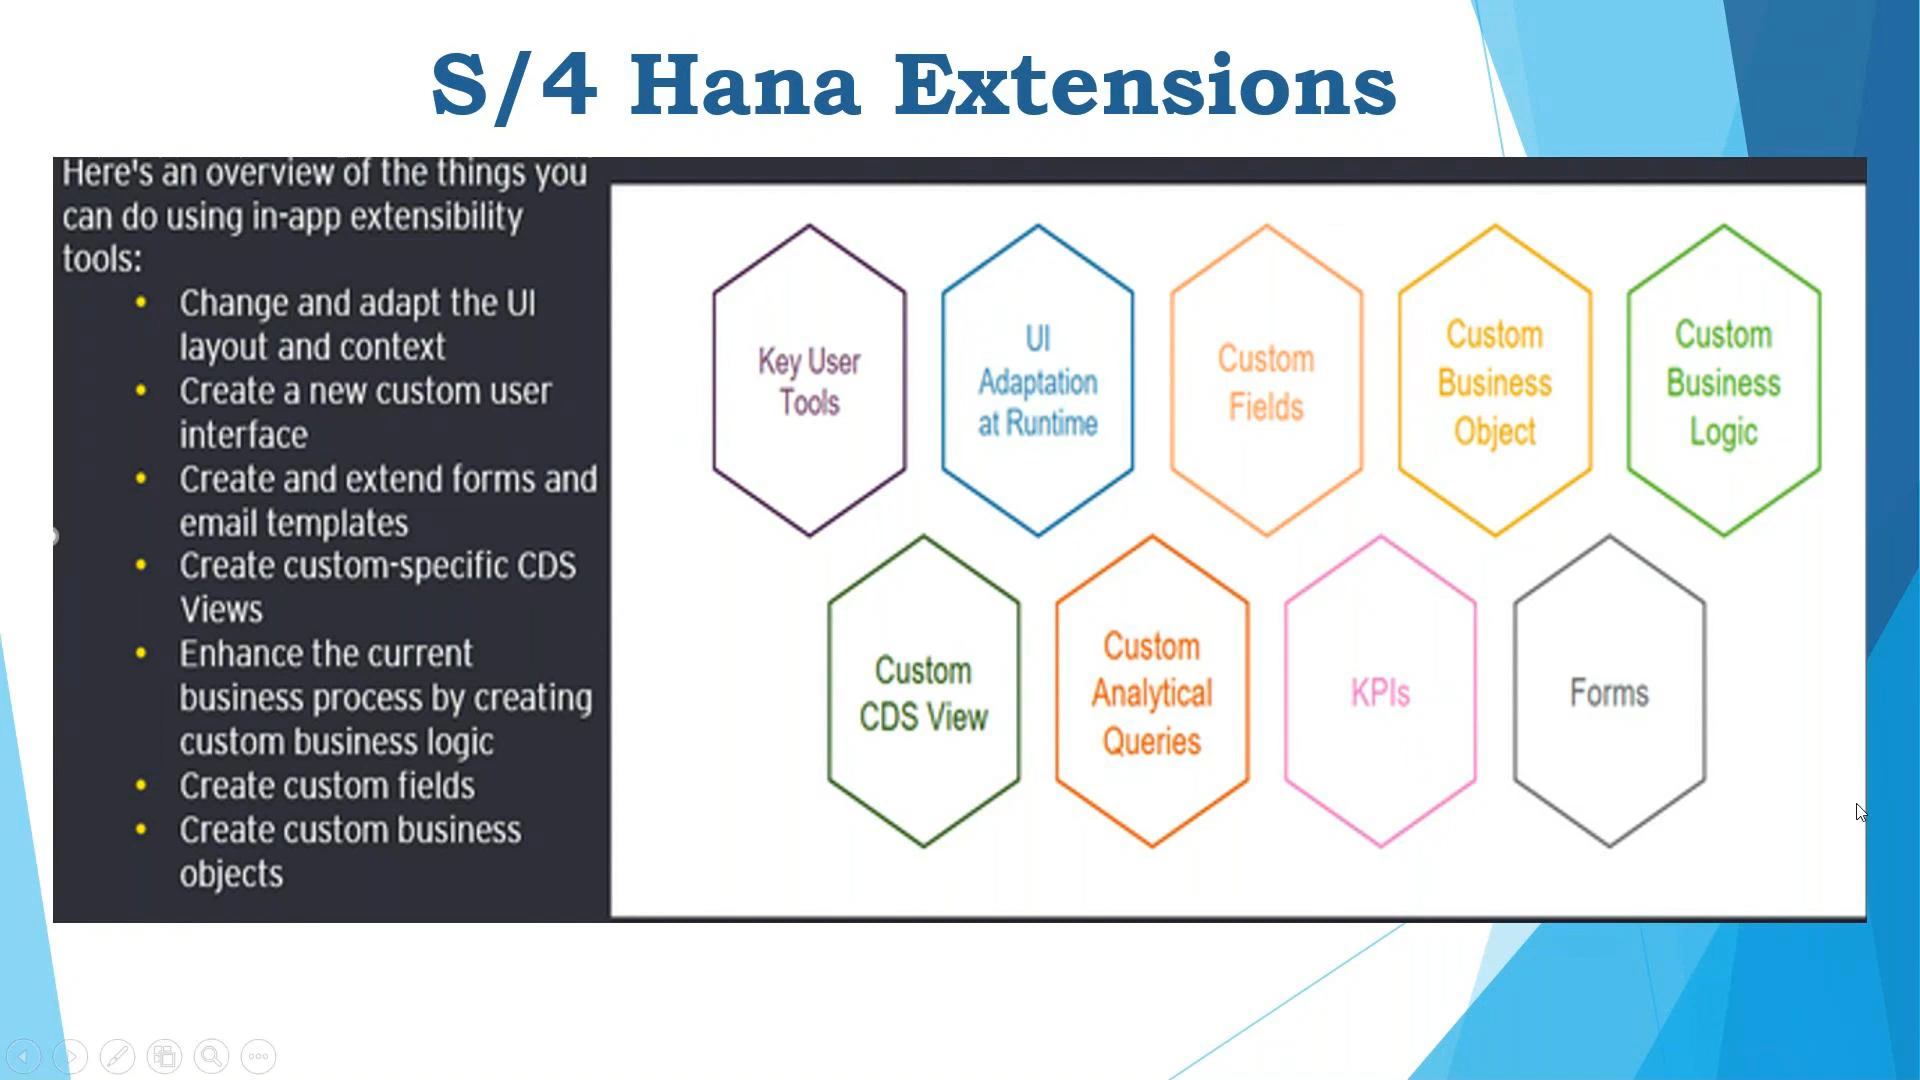 S/4 Hana Extensions
Here's an overview of the things you
can do using in-app extensibility
tools:
• Change and adapt the UI
layout and context
• Create a new custom user
interface
• Create and extend forms and
email templates
• Create custom-specific CDS
Views
• Enhance the current
business process by creating
custom business logic
• Create custom fields
• Create custom business
objects
Key User
Tools
UI
Adaptation
at Runtime
Custom
Fields
Custom
Business
Object
Custom
Business
Logic
Custom
CDS View
Custom
Analytical
Queries
KPIs
Forms